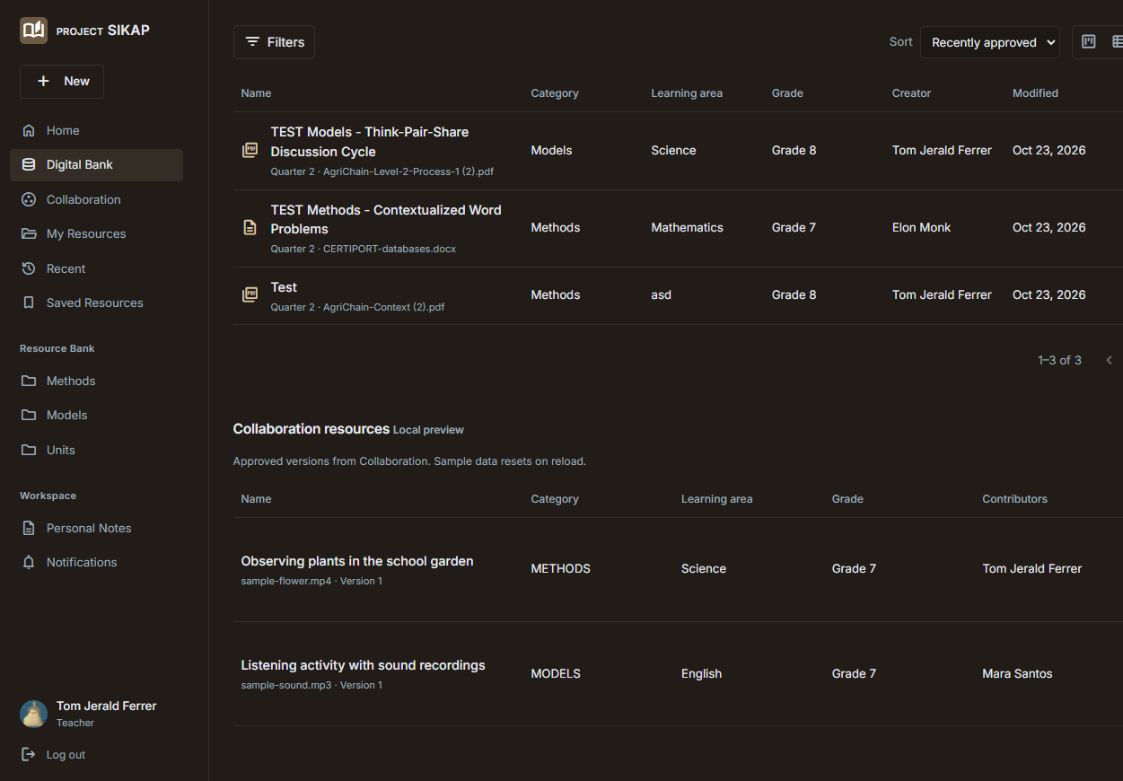 PROJECT SIKAP
+ New
Home
Digital Bank
Collaboration
My Resources
Recent
Saved Resources
Resource Bank
Methods
Models
Units
Workspace
Personal Notes
Notifications
Tom Jerald Ferrer
Teacher
Log out
Filters
Sort Recently approved
Name Category Learning area Grade Creator Modified
TEST Models - Think-Pair-Share
Discussion Cycle
Quarter 2 · AgriChain-Level-2-Process-1 (2).pdf
Models Science Grade 8 Tom Jerald Ferrer Oct 23, 2026
TEST Methods - Contextualized Word
Problems
Quarter 2 · CERTIPORT-databases.docx
Methods Mathematics Grade 7 Elon Monk Oct 23, 2026
Test
Quarter 2 · AgriChain-Context (2).pdf
Methods asd Grade 8 Tom Jerald Ferrer Oct 23, 2026
1–3 of 3
Collaboration resources Local preview
Approved versions from Collaboration. Sample data resets on reload.
Name Category Learning area Grade Contributors
Observing plants in the school garden
sample-flower.mp4 · Version 1
METHODS Science Grade 7 Tom Jerald Ferrer
Listening activity with sound recordings
sample-sound.mp3 · Version 1
MODELS English Grade 7 Mara Santos